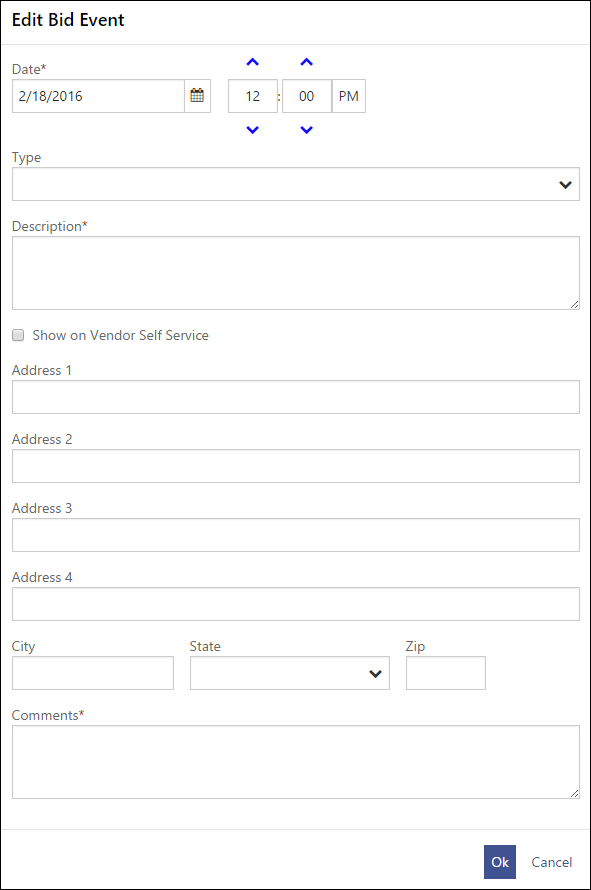 Edit Bid Event
Date*
2/18/2016 12 : 00 PM
Type
Description*
Show on Vendor Self Service
Address 1
Address 2
Address 3
Address 4
City State Zip
Comments*
Ok Cancel